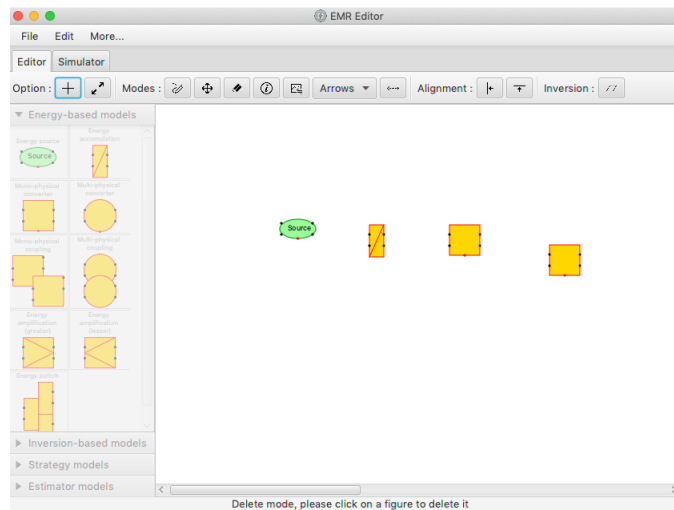 EMR Editor
File Edit More...
Editor Simulator
Option : Modes : Arrows Alignment : Inversion :
Energy-based models
Energy source
Energy
accumulation
Source
Mono-physical
converter
Multi-physical
converter
Mono-physical
coupling
Multi-physical
coupling
Energy
amplification
(greater)
Energy
amplification
(lesser)
Energy switch
Source
Inversion-based models
Strategy models
Estimator models
Delete mode, please click on a figure to delete it